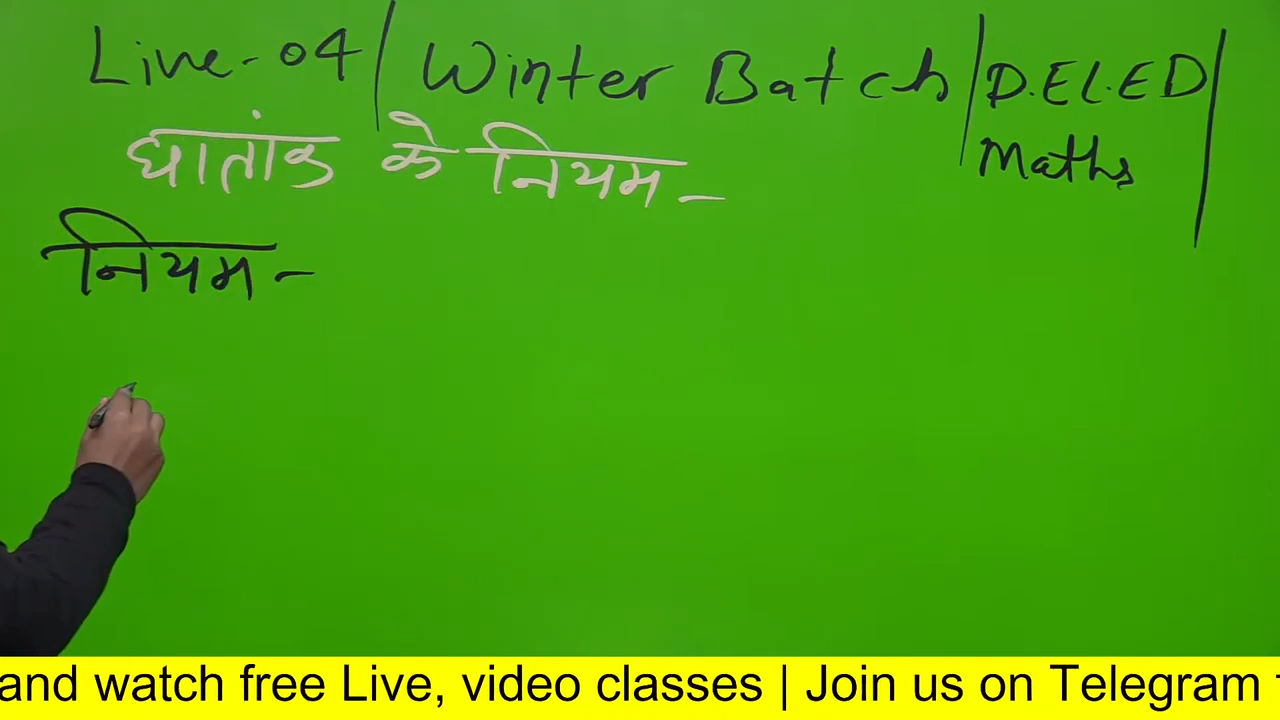 Live-04 | Winter Batch | D.EL.ED
Maths
घातांक के नियम -
नियम -
and watch free Live, video classes | Join us on Telegram